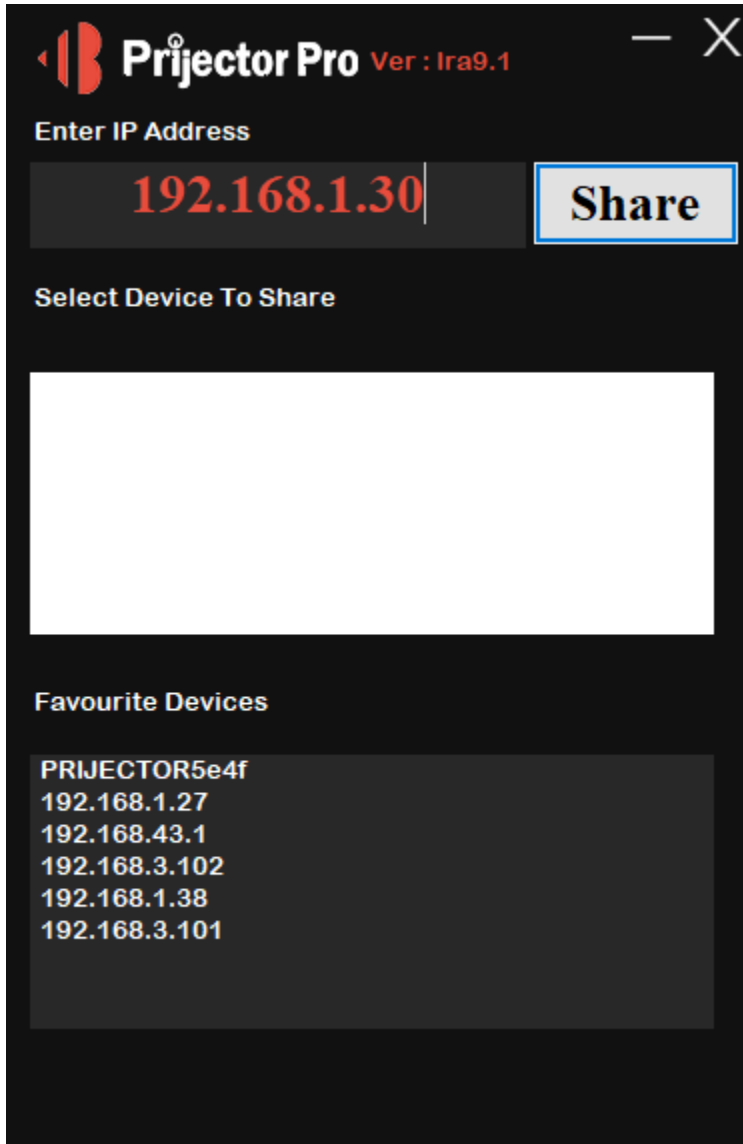 Prijector Pro Ver : Ira9.1
Enter IP Address
192.168.1.30 Share
Select Device To Share
Favourite Devices
PRIJECTOR5e4f
192.168.1.27
192.168.43.1
192.168.3.102
192.168.1.38
192.168.3.101